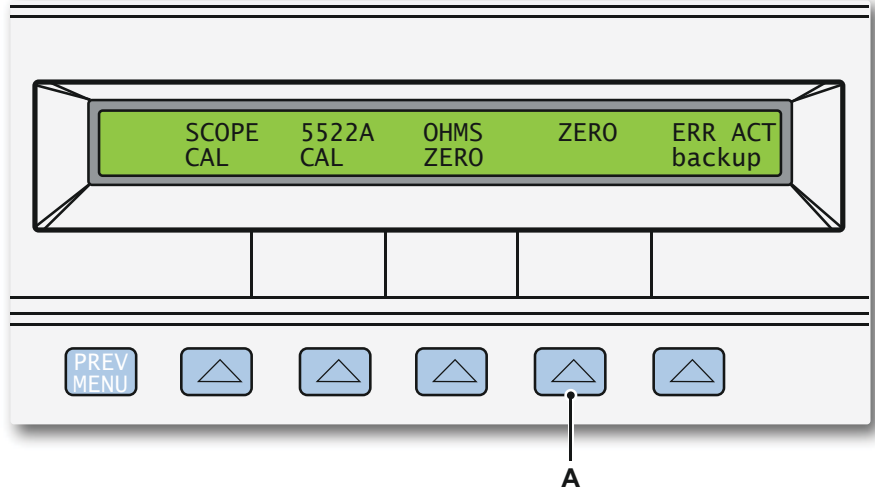 SCOPE 5522A OHMS ZERO ERR ACT
CAL CAL ZERO backup
PREV
MENU
A